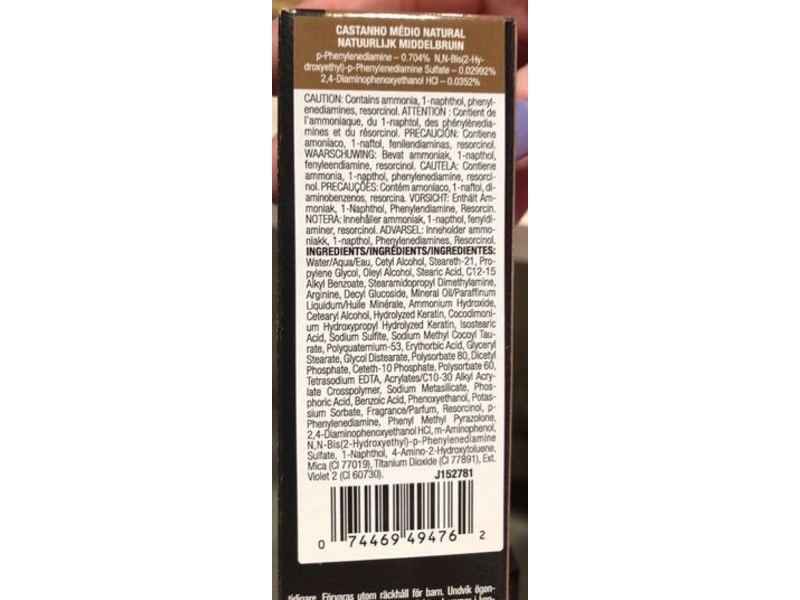 CASTANHO MÉDIO NATURAL
NATUURLIJK MIDDELBRUIN
p-Phenylenediamine – 0.704% N,N-Bis(2-Hy-
droxyethyl)-p-Phenylenediamine Sulfate – 0.02992%
2,4-Diaminophenoxyethanol HCl – 0.0352%
CAUTION: Contains ammonia, 1-naphthol, phenyl-
enediamines, resorcinol. ATTENTION : Contient de
l'ammoniaque, du 1-naphtol, des phénylènedia-
mines et du résorcinol. PRECAUCIÓN: Contiene
amoníaco, 1-naftol, fenilendiaminas, resorcinol.
WAARSCHUWING: Bevat ammoniak, 1-napthol,
fenyleendiamine, resorcinol. CAUTELA: Contiene
ammonia, 1-napthol, phenylenediamine, resorci-
nol. PRECAUÇÕES: Contém amoníaco, 1-naftol, di-
aminobenzenos, resorcina. VORSICHT: Enthält Am-
moniak, 1-Naphthol, Phenylendiamine, Resorcin.
NOTERA: Innehåller ammoniak, 1-napthol, fenyldi-
aminer, resorcinol. ADVARSEL: Inneholder ammo-
niakk, 1-napthol, Phenylenediamines, Resorcinol.
INGREDIENTS/INGRÉDIENTS/INGREDIENTES:
Water/Aqua/Eau, Cetyl Alcohol, Steareth-21, Pro-
pylene Glycol, Oleyl Alcohol, Stearic Acid, C12-15
Alkyl Benzoate, Stearamidopropyl Dimethylamine,
Arginine, Decyl Glucoside, Mineral Oil/Paraffinum
Liquidum/Huile Minérale, Ammonium Hydroxide,
Cetearyl Alcohol, Hydrolyzed Keratin, Cocodimoni-
um Hydroxypropyl Hydrolyzed Keratin, Isostearic
Acid, Sodium Sulfite, Sodium Methyl Cocoyl Tau-
rate, Polyquaternium-53, Erythorbic Acid, Glyceryl
Stearate, Glycol Distearate, Polysorbate 80, Dicetyl
Phosphate, Ceteth-10 Phosphate, Polysorbate 60,
Tetrasodium EDTA, Acrylates/C10-30 Alkyl Acry-
late Crosspolymer, Sodium Metasilicate, Phos-
phoric Acid, Benzoic Acid, Phenoxyethanol, Potas-
sium Sorbate, Fragrance/Parfum, Resorcinol, p-
Phenylenediamine, Phenyl Methyl Pyrazolone,
2,4-Diaminophenoxyethanol HCl, m-Aminophenol,
N,N-Bis(2-Hydroxyethyl)-p-Phenylenediamine
Sulfate, 1-Naphthol, 4-Amino-2-Hydroxytoluene,
Mica (CI 77019), Titanium Dioxide (CI 77891), Ext.
Violet 2 (CI 60730). J152781
0 74469 49476 2
tidigare. Förvaras utom räckhåll för barn. Undvik ögon-